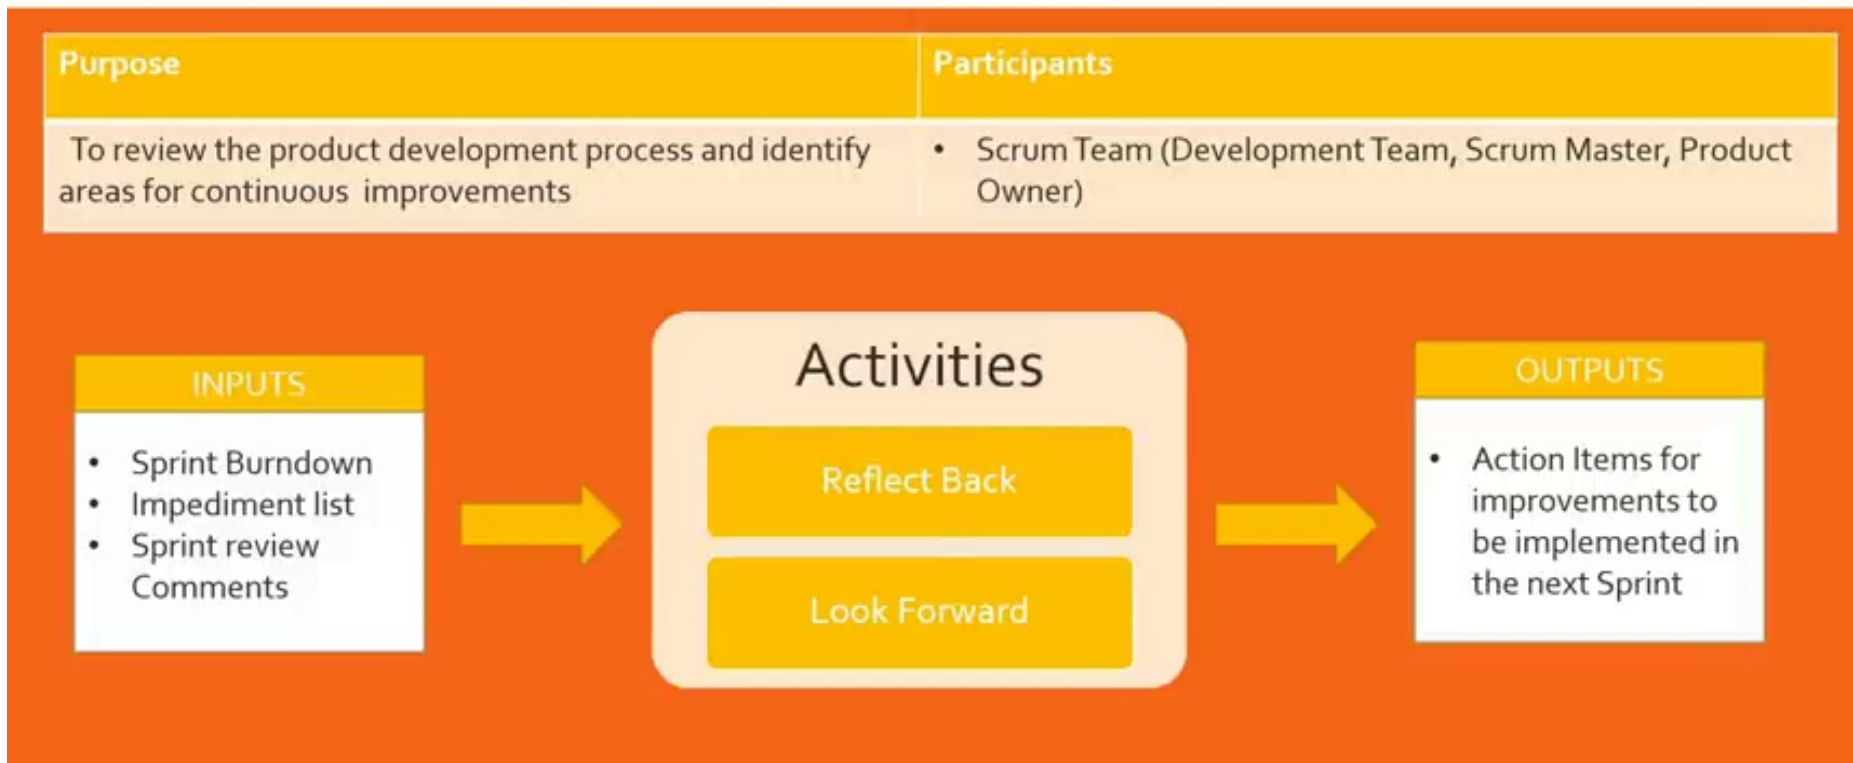 Purpose
Participants
To review the product development process and identify
areas for continuous improvements
• Scrum Team (Development Team, Scrum Master, Product
Owner)
INPUTS
• Sprint Burndown
• Impediment list
• Sprint review
Comments
Activities
Reflect Back
Look Forward
OUTPUTS
• Action Items for
improvements to
be implemented in
the next Sprint